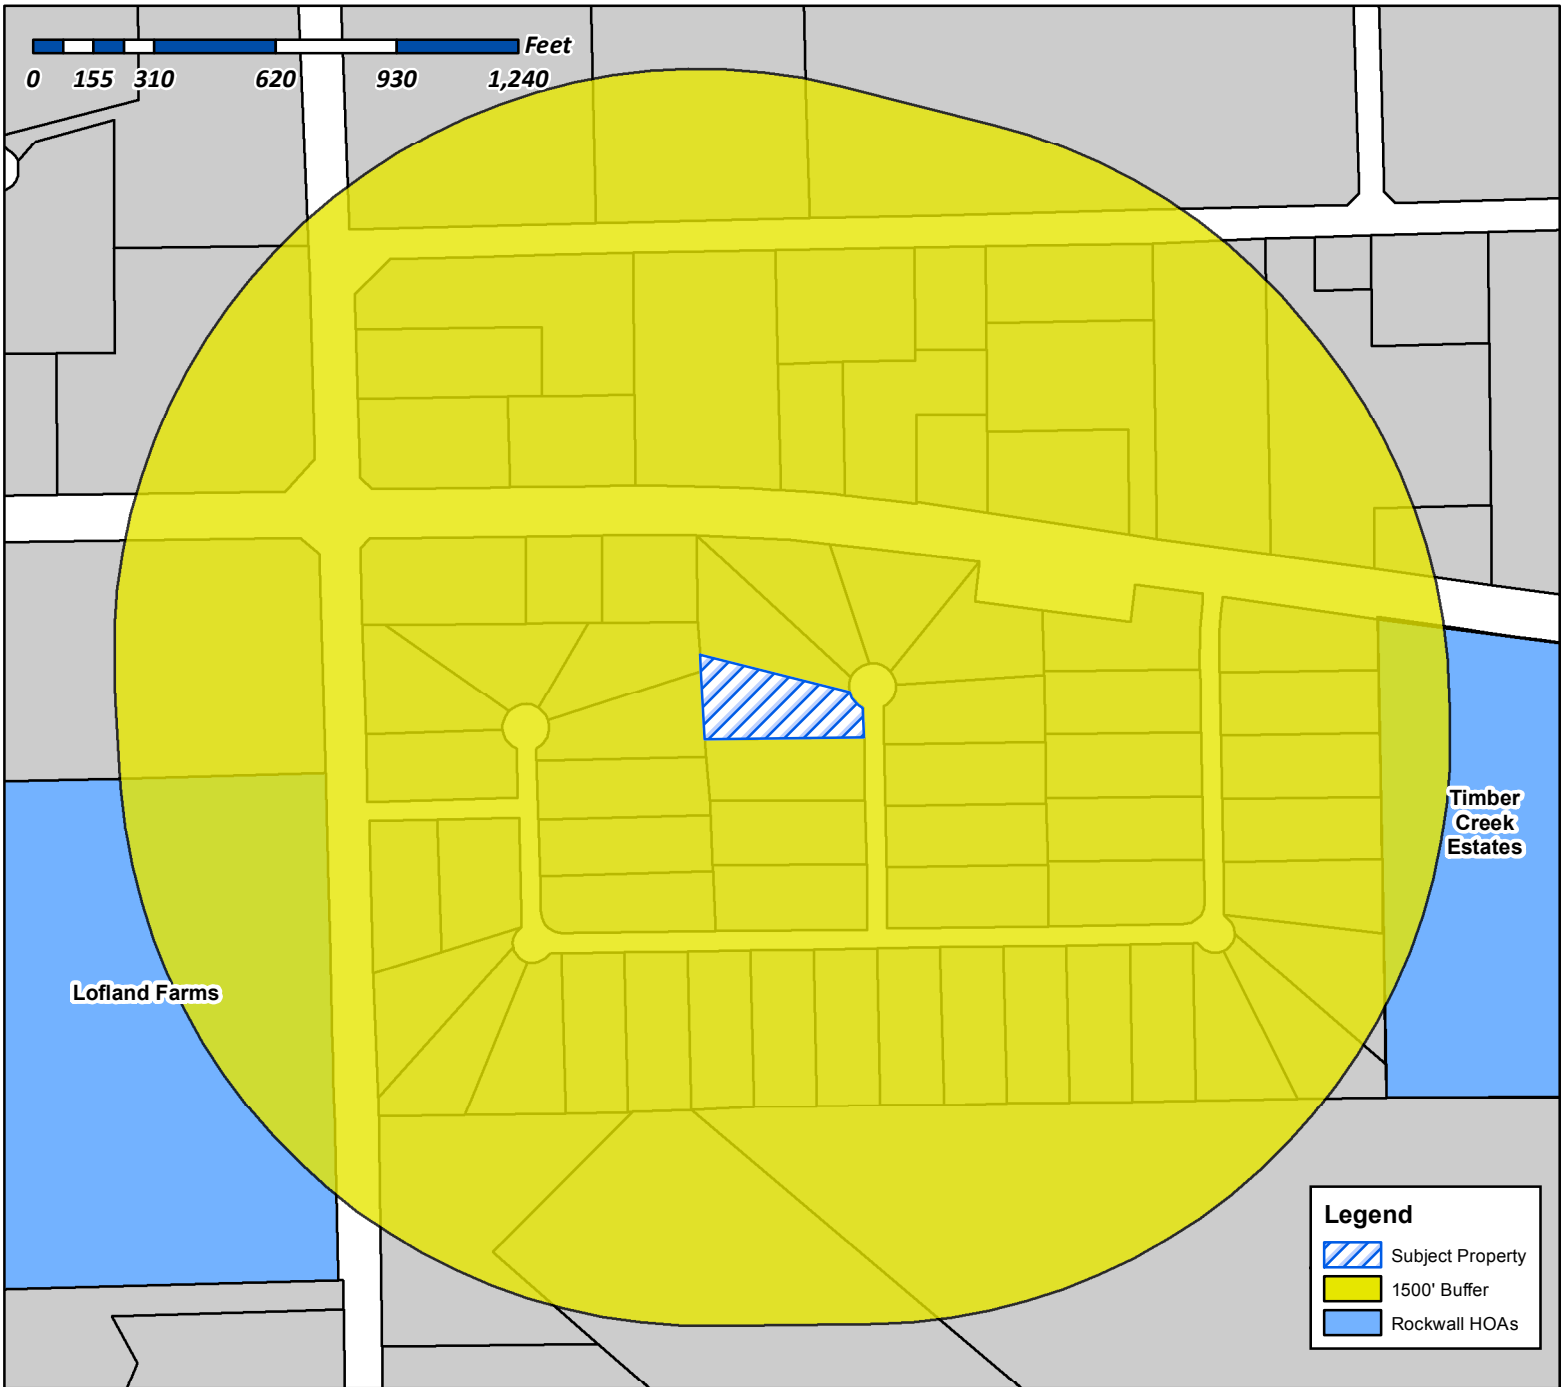 Feet
0 155 310 620 930 1,240
Timber
Creek
Estates
Lofland Farms
Legend
Subject Property
1500' Buffer
Rockwall HOAs